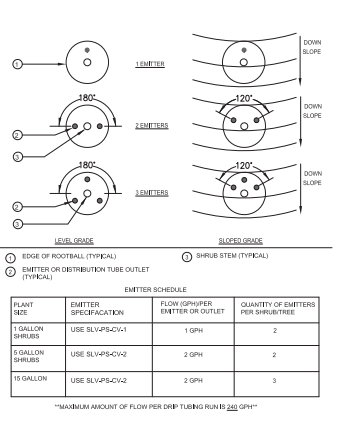 DOWN
SLOPE
1
1 EMITTER
180°
120°
DOWN
SLOPE
2
2 EMITTERS
3
180°
120°
DOWN
SLOPE
3 EMITTERS
2
3
LEVEL GRADE
SLOPED GRADE
1 EDGE OF ROOTBALL (TYPICAL)
3 SHRUB STEM (TYPICAL)
2 EMITTER OR DISTRIBUTION TUBE OUTLET
(TYPICAL)
EMITTER SCHEDULE
PLANT
SIZE
EMITTER
SPECIFACATION
FLOW (GPH)/PER
EMITTER OR OUTLET
QUANTITY OF EMITTERS
PER SHRUB/TREE
1 GALLON
SHRUBS
USE SLV-PS-CV-1
1 GPH
2
5 GALLON
SHRUBS
USE SLV-PS-CV-2
2 GPH
2
15 GALLON
USE SLV-PS-CV-2
2 GPH
3
**MAXIMUM AMOUNT OF FLOW PER DRIP TUBING RUN IS 240 GPH**